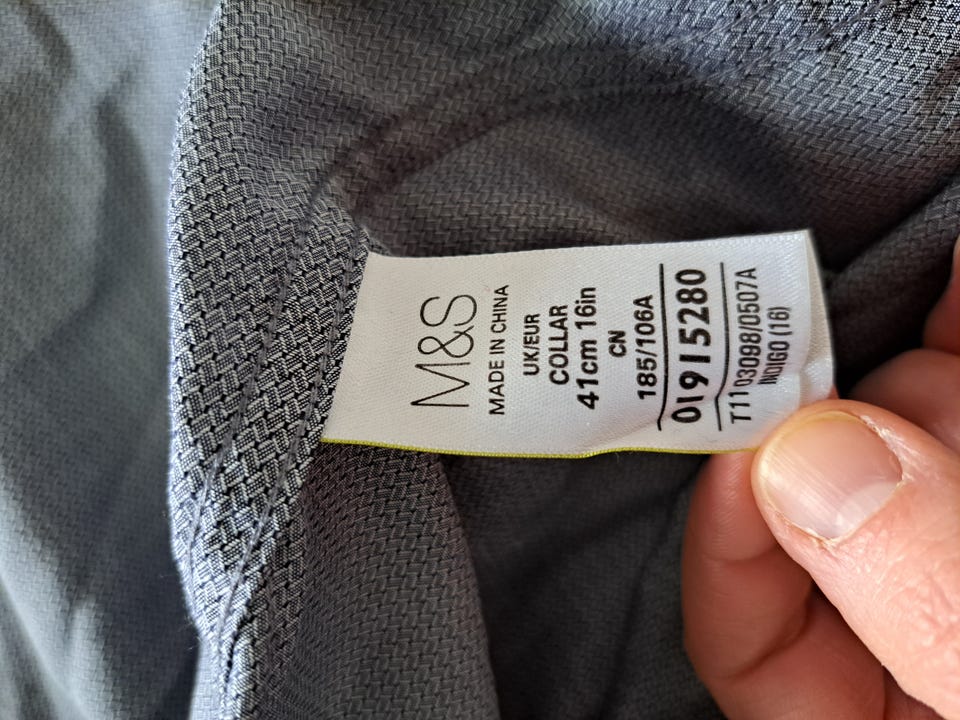 M&S
MADE IN CHINA
UK/EUR
COLLAR
41cm 16in
CN
185/106A
01915280
T11 03098/0507A
INDIGO (16)